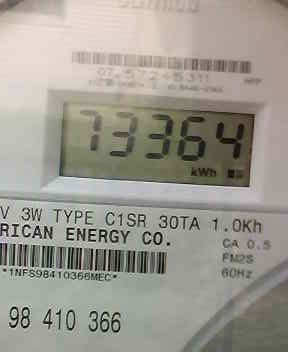 73364
kWh
V 3W TYPE C1SR 30TA 1.0Kh
RICAN ENERGY CO.
CA 0.5
FM2S
60Hz
*1NFS98410366MEC*
98 410 366